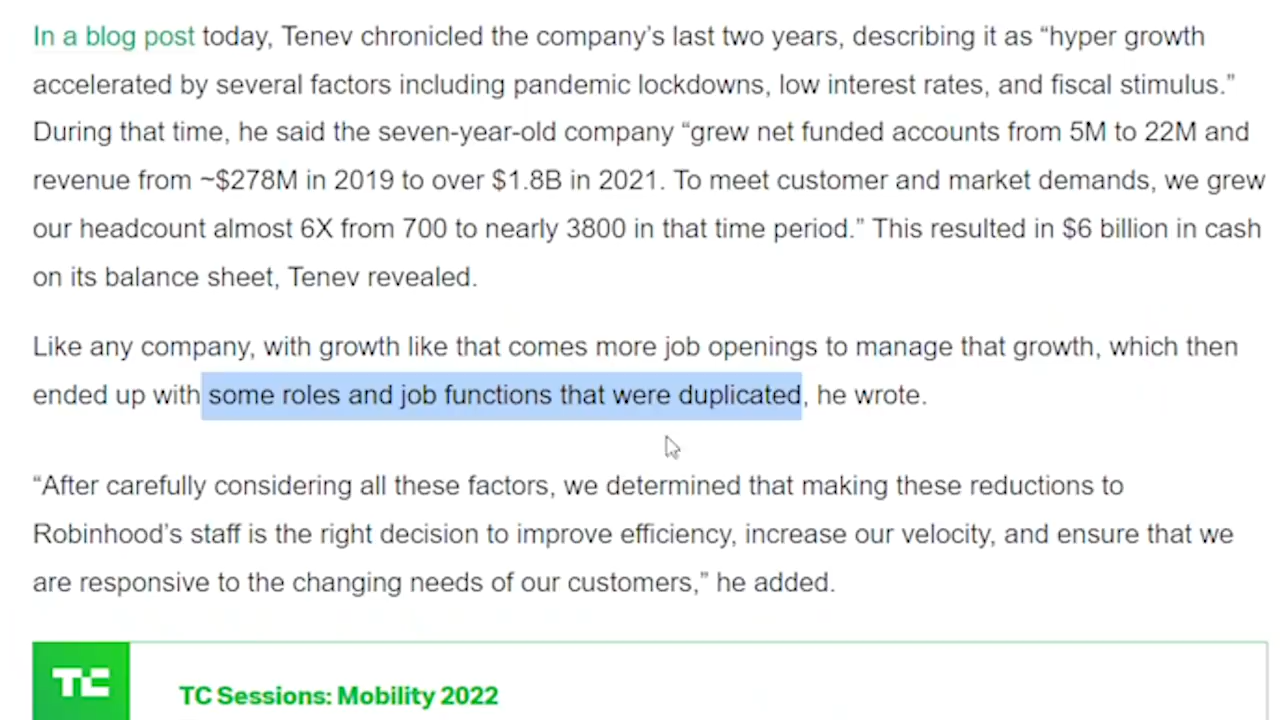 In a blog post today, Tenev chronicled the company’s last two years, describing it as “hyper growth
accelerated by several factors including pandemic lockdowns, low interest rates, and fiscal stimulus.”
During that time, he said the seven-year-old company “grew net funded accounts from 5M to 22M and
revenue from ~$278M in 2019 to over $1.8B in 2021. To meet customer and market demands, we grew
our headcount almost 6X from 700 to nearly 3800 in that time period.” This resulted in $6 billion in cash
on its balance sheet, Tenev revealed.
Like any company, with growth like that comes more job openings to manage that growth, which then
ended up with some roles and job functions that were duplicated, he wrote.
“After carefully considering all these factors, we determined that making these reductions to
Robinhood’s staff is the right decision to improve efficiency, increase our velocity, and ensure that we
are responsive to the changing needs of our customers,” he added.
TC
TC Sessions: Mobility 2022